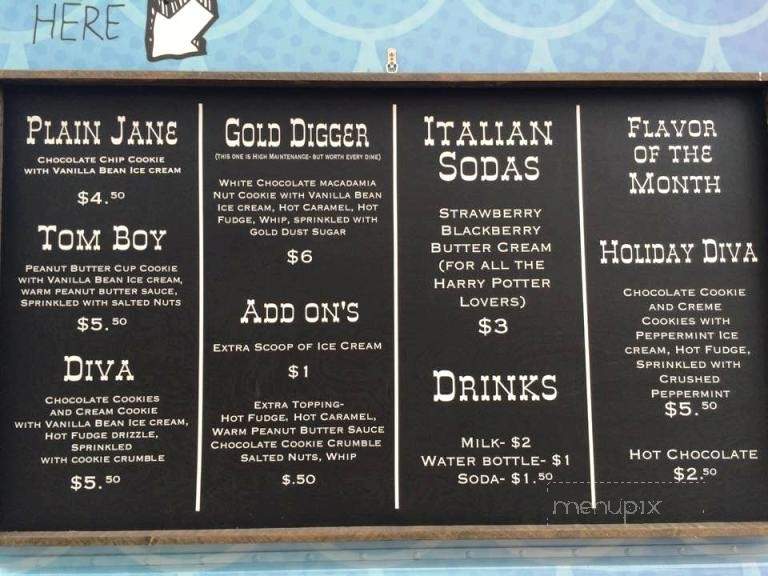 HERE
PLAIN JANE
CHOCOLATE CHIP COOKIE
WITH VANILLA BEAN ICE CREAM
$4.50
TOM BOY
PEANUT BUTTER CUP COOKIE
WITH VANILLA BEAN ICE CREAM,
WARM PEANUT BUTTER SAUCE,
SPRINKLED WITH SALTED NUTS
$5.50
DIVA
CHOCOLATE COOKIES
AND CREAM COOKIE
WITH VANILLA BEAN ICE CREAM,
HOT FUDGE DRIZZLE,
SPRINKLED
WITH COOKIE CRUMBLE
$5.50
GOLD DIGGER
(THIS ONE IS HIGH MAINTENANCE- BUT WORTH EVERY DIME)
WHITE CHOCOLATE MACADAMIA
NUT COOKIE WITH VANILLA BEAN
ICE CREAM, HOT CARAMEL, HOT
FUDGE, WHIP, SPRINKLED WITH
GOLD DUST SUGAR
$6
ADD ON'S
EXTRA SCOOP OF ICE CREAM
$1
EXTRA TOPPING-
HOT FUDGE, HOT CARAMEL,
WARM PEANUT BUTTER SAUCE
CHOCOLATE COOKIE CRUMBLE
SALTED NUTS, WHIP
$.50
ITALIAN
SODAS
STRAWBERRY
BLACKBERRY
BUTTER CREAM
(FOR ALL THE
HARRY POTTER
LOVERS)
$3
DRINKS
MILK- $2
WATER BOTTLE- $1
SODA- $1.50
FLAVOR
OF THE
MONTH
HOLIDAY DIVA
CHOCOLATE COOKIE
AND CREME
COOKIES WITH
PEPPERMINT ICE
CREAM, HOT FUDGE,
SPRINKLED WITH
CRUSHED
PEPPERMINT
$5.50
HOT CHOCOLATE
$2.50
menupix